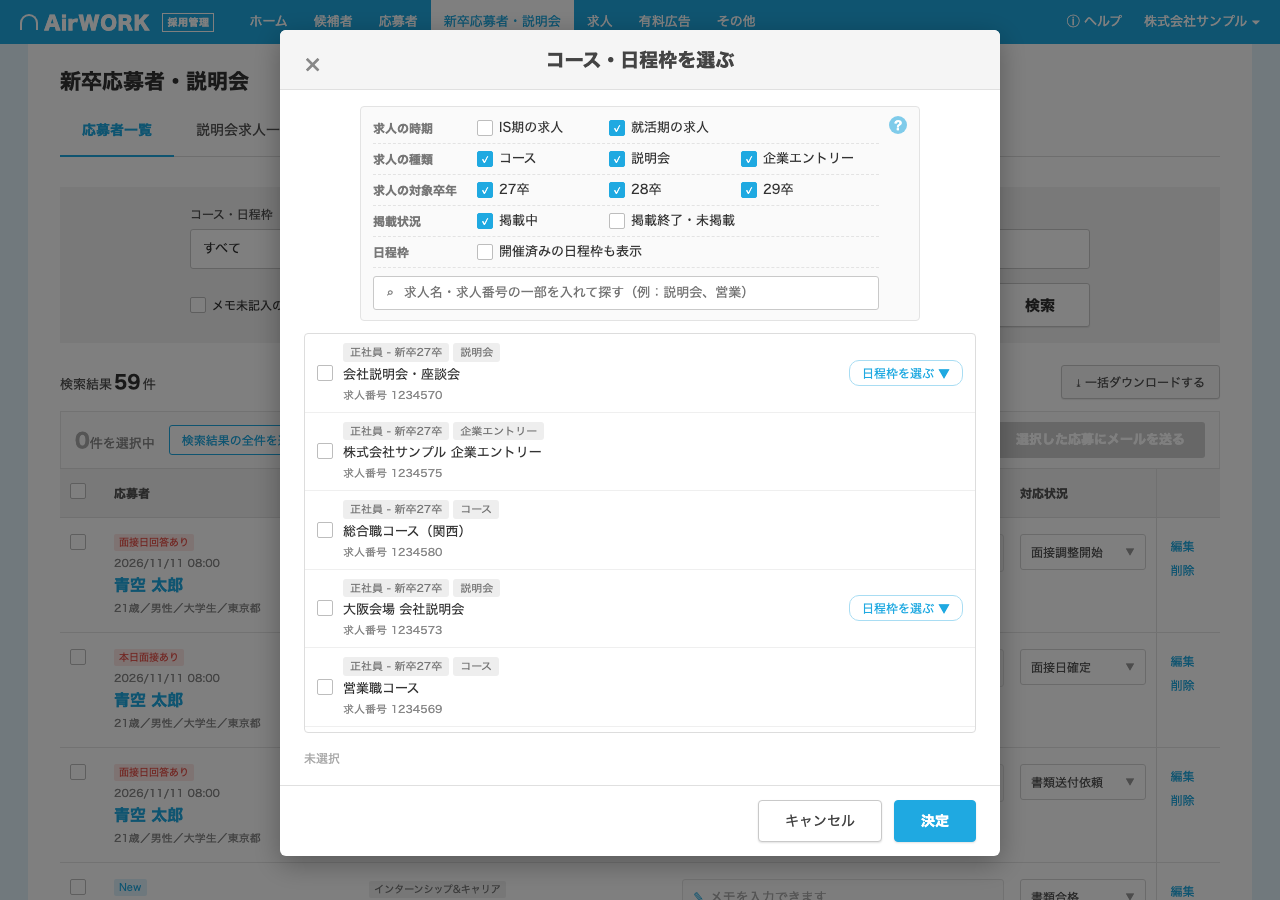 AirWORK 採用管理 ホーム 候補者 応募者 新卒応募者・説明会 求人 有料広告 その他 ヘルプ 株式会社サンプル
新卒応募者・説明会
応募者一覧 説明会求人一
コース・日程枠
すべて
メモ未記入の
検索
検索結果59件
↓一括ダウンロードする
0件を選択中 検索結果の全件を
選択した応募にメールを送る
応募者 対応状況
面接日回答あり
2026/11/11 08:00
青空 太郎
21歳／男性／大学生／東京都
面接調整開始 ▼ 編集
削除
本日面接あり
2026/11/11 08:00
青空 太郎
21歳／男性／大学生／東京都
面接日確定 ▼ 編集
削除
面接日回答あり
2026/11/11 08:00
青空 太郎
21歳／男性／大学生／東京都
書類送付依頼 ▼ 編集
削除
New インターンシップ&キャリア メモを入力できます 書類合格 ▼ 編集
コース・日程枠を選ぶ
求人の時期 IS期の求人 就活期の求人 ?
求人の種類 コース 説明会 企業エントリー
求人の対象卒年 27卒 28卒 29卒
掲載状況 掲載中 掲載終了・未掲載
日程枠 開催済みの日程枠も表示
求人名・求人番号の一部を入れて探す（例：説明会、営業）
正社員 - 新卒27卒 説明会
会社説明会・座談会
求人番号 1234570
日程枠を選ぶ ▼
正社員 - 新卒27卒 企業エントリー
株式会社サンプル 企業エントリー
求人番号 1234575
正社員 - 新卒27卒 コース
総合職コース（関西）
求人番号 1234580
正社員 - 新卒27卒 説明会
大阪会場 会社説明会
求人番号 1234573
日程枠を選ぶ ▼
正社員 - 新卒27卒 コース
営業職コース
求人番号 1234569
未選択
キャンセル 決定